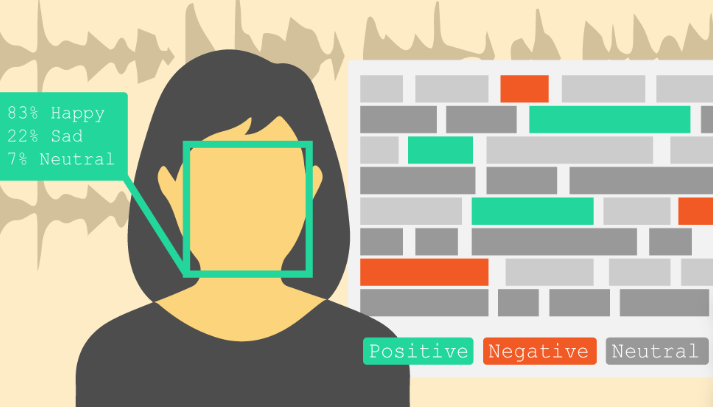 83% Happy
22% Sad
7% Neutral
Positive Negative Neutral